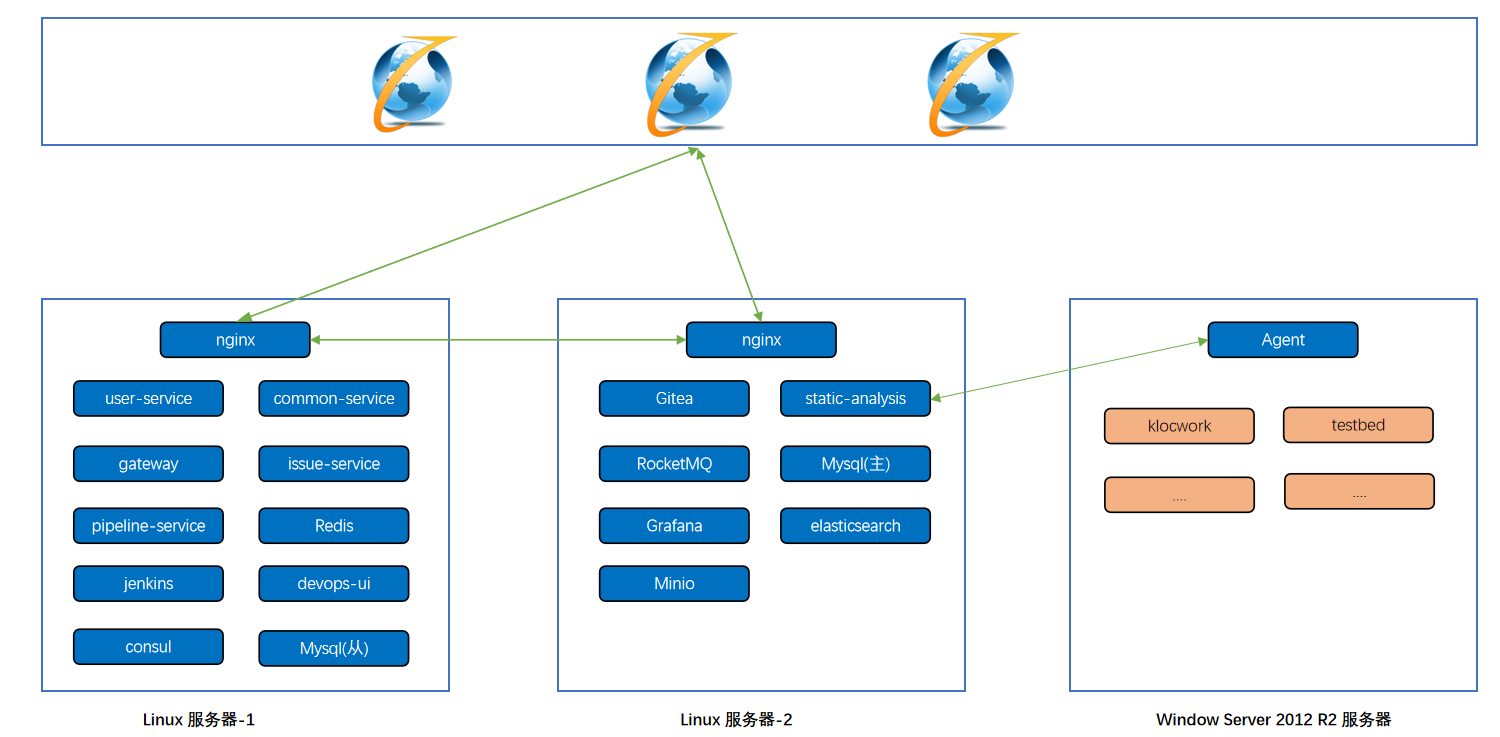 nginx
user-service
common-service
gateway
issue-service
pipeline-service
Redis
jenkins
devops-ui
consul
Mysql(从)
Linux 服务器-1
nginx
Gitea
static-analysis
RocketMQ
Mysql(主)
Grafana
elasticsearch
Minio
Linux 服务器-2
Agent
klocwork
testbed
....
....
Window Server 2012 R2 服务器